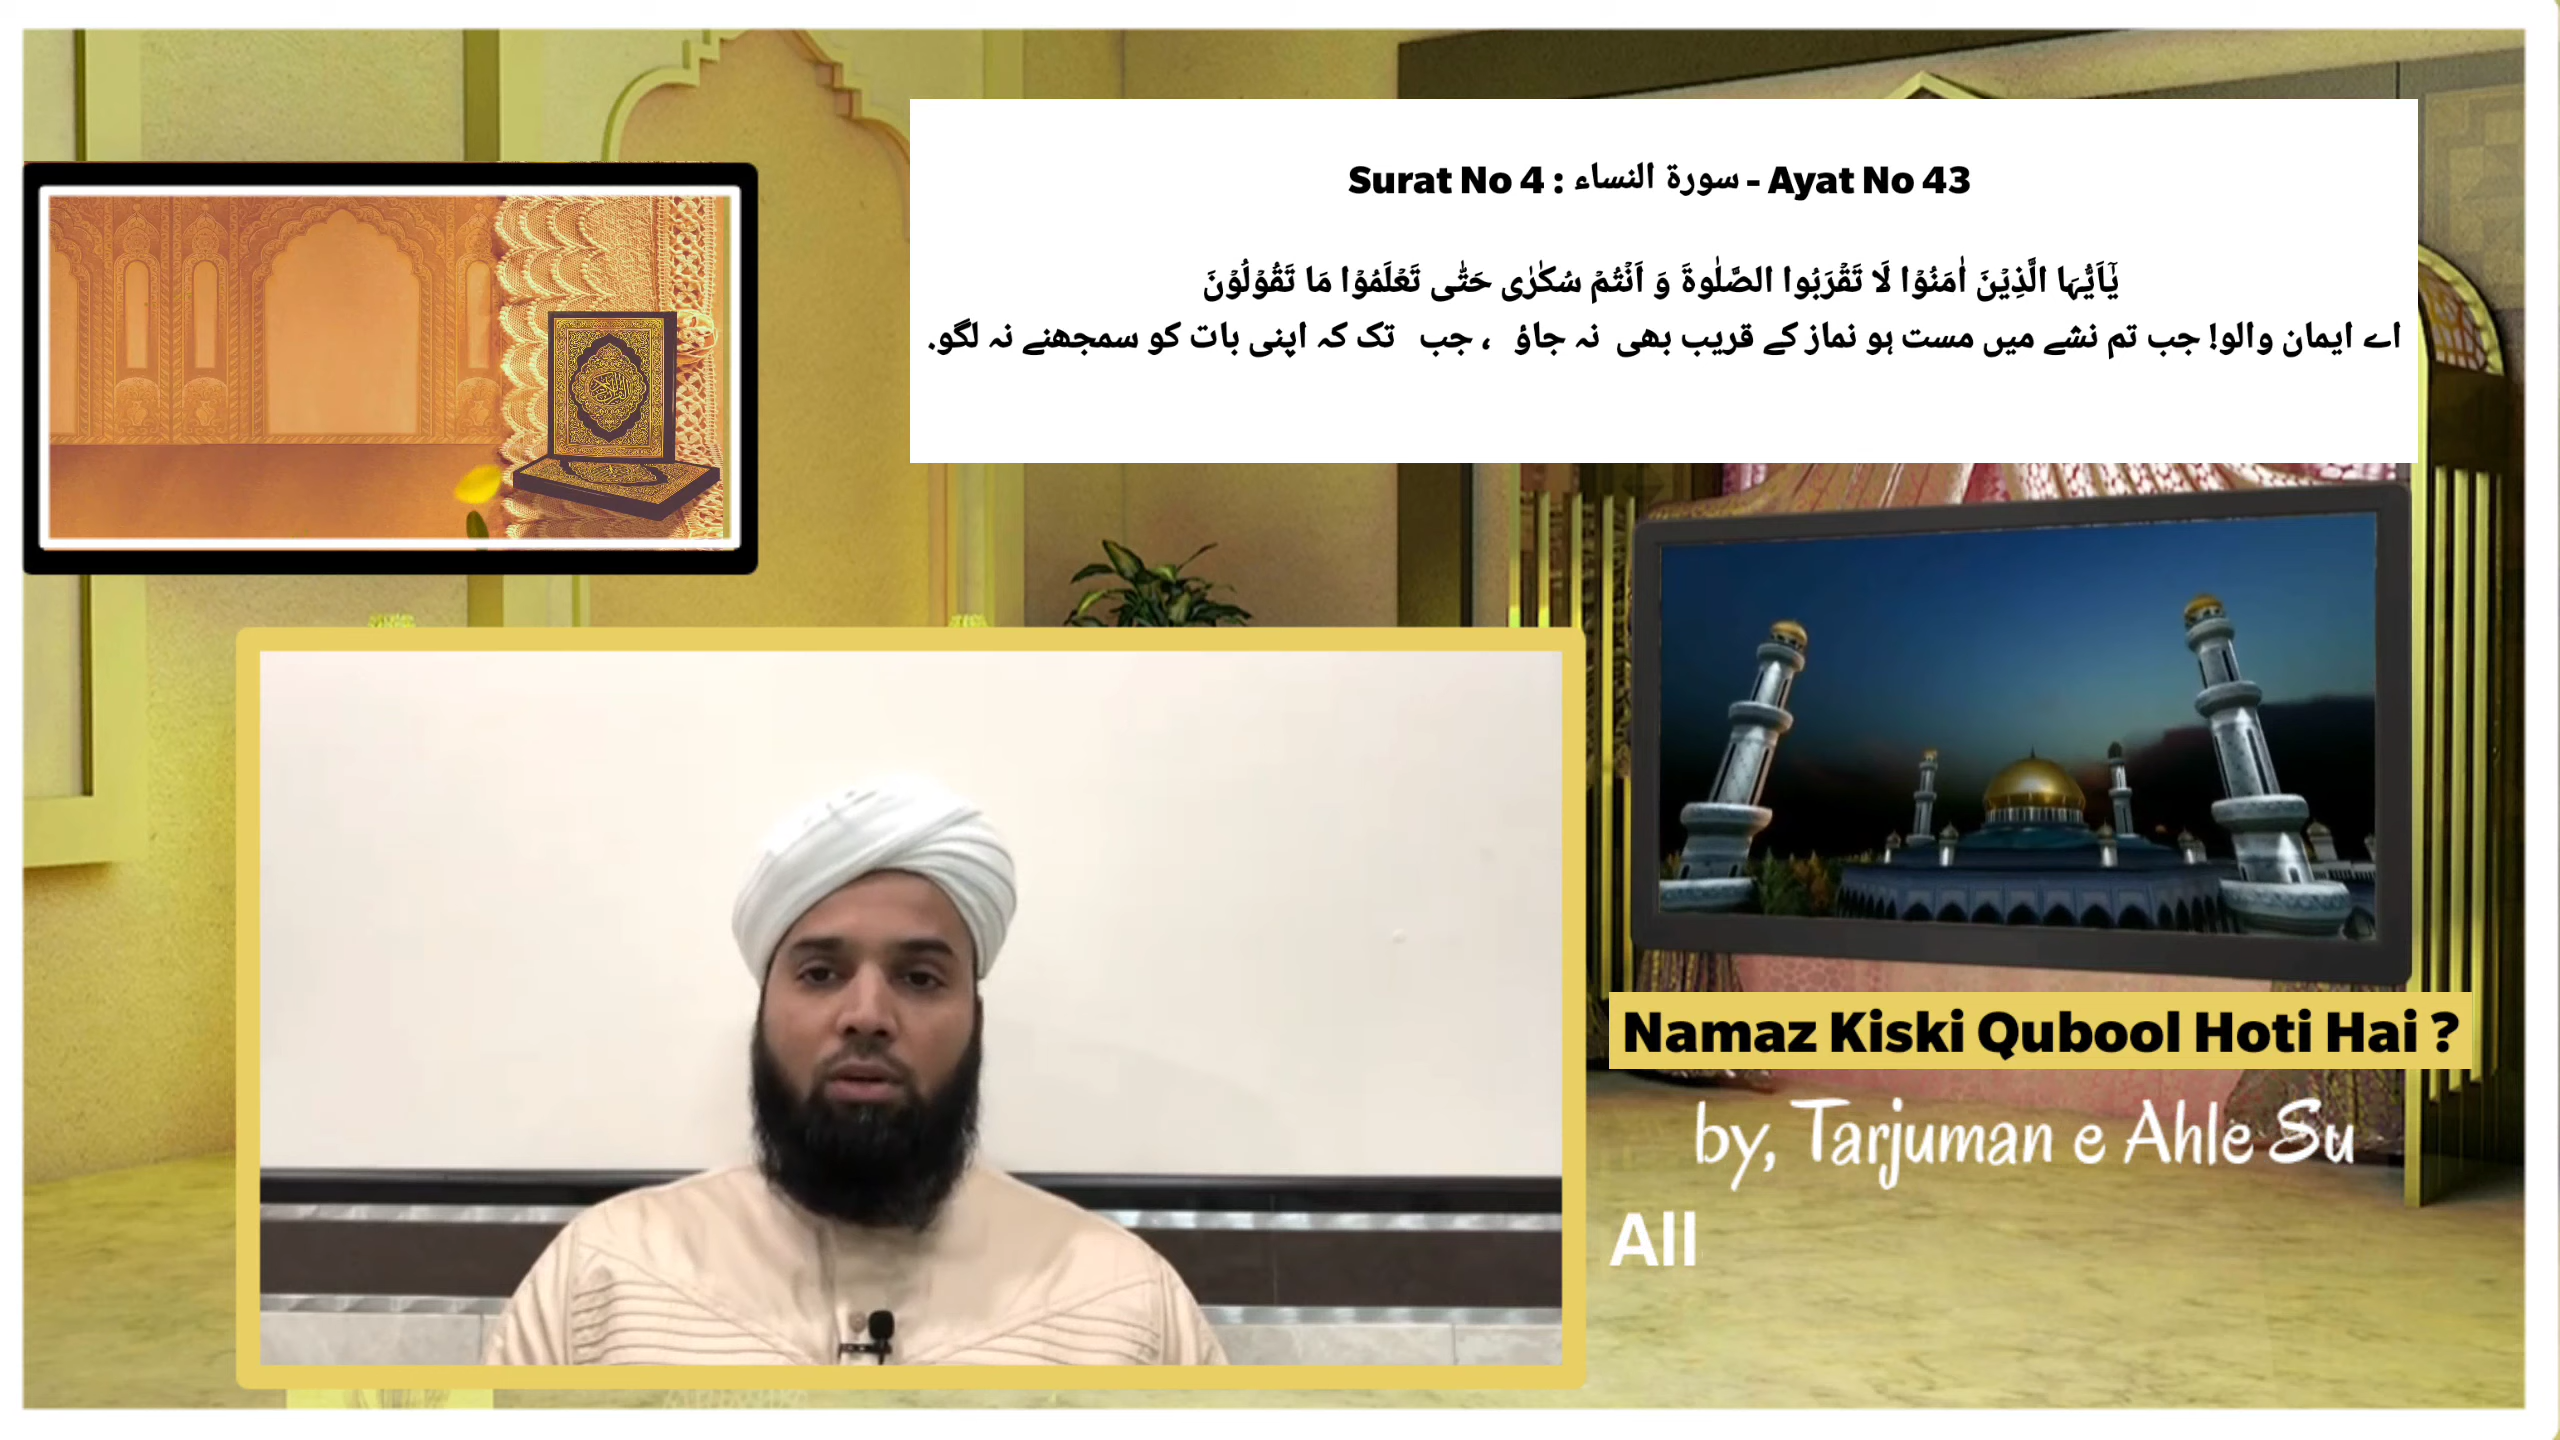 Surat No 4 : سورة النساء - Ayat No 43
یٰۤاَیُّہَا الَّذِیۡنَ اٰمَنُوۡا لَا تَقۡرَبُوا الصَّلٰوۃَ وَ اَنۡتُمۡ سُکٰرٰی حَتّٰی تَعۡلَمُوۡا مَا تَقُوۡلُوۡنَ
اے ایمان والو! جب تم نشے میں مست ہو نماز کے قریب بھی نہ جاؤ ، جب تک کہ اپنی بات کو سمجھنے نہ لگو.
Namaz Kiski Qubool Hoti Hai ?
by, Tarjuman e Ahle Su
All